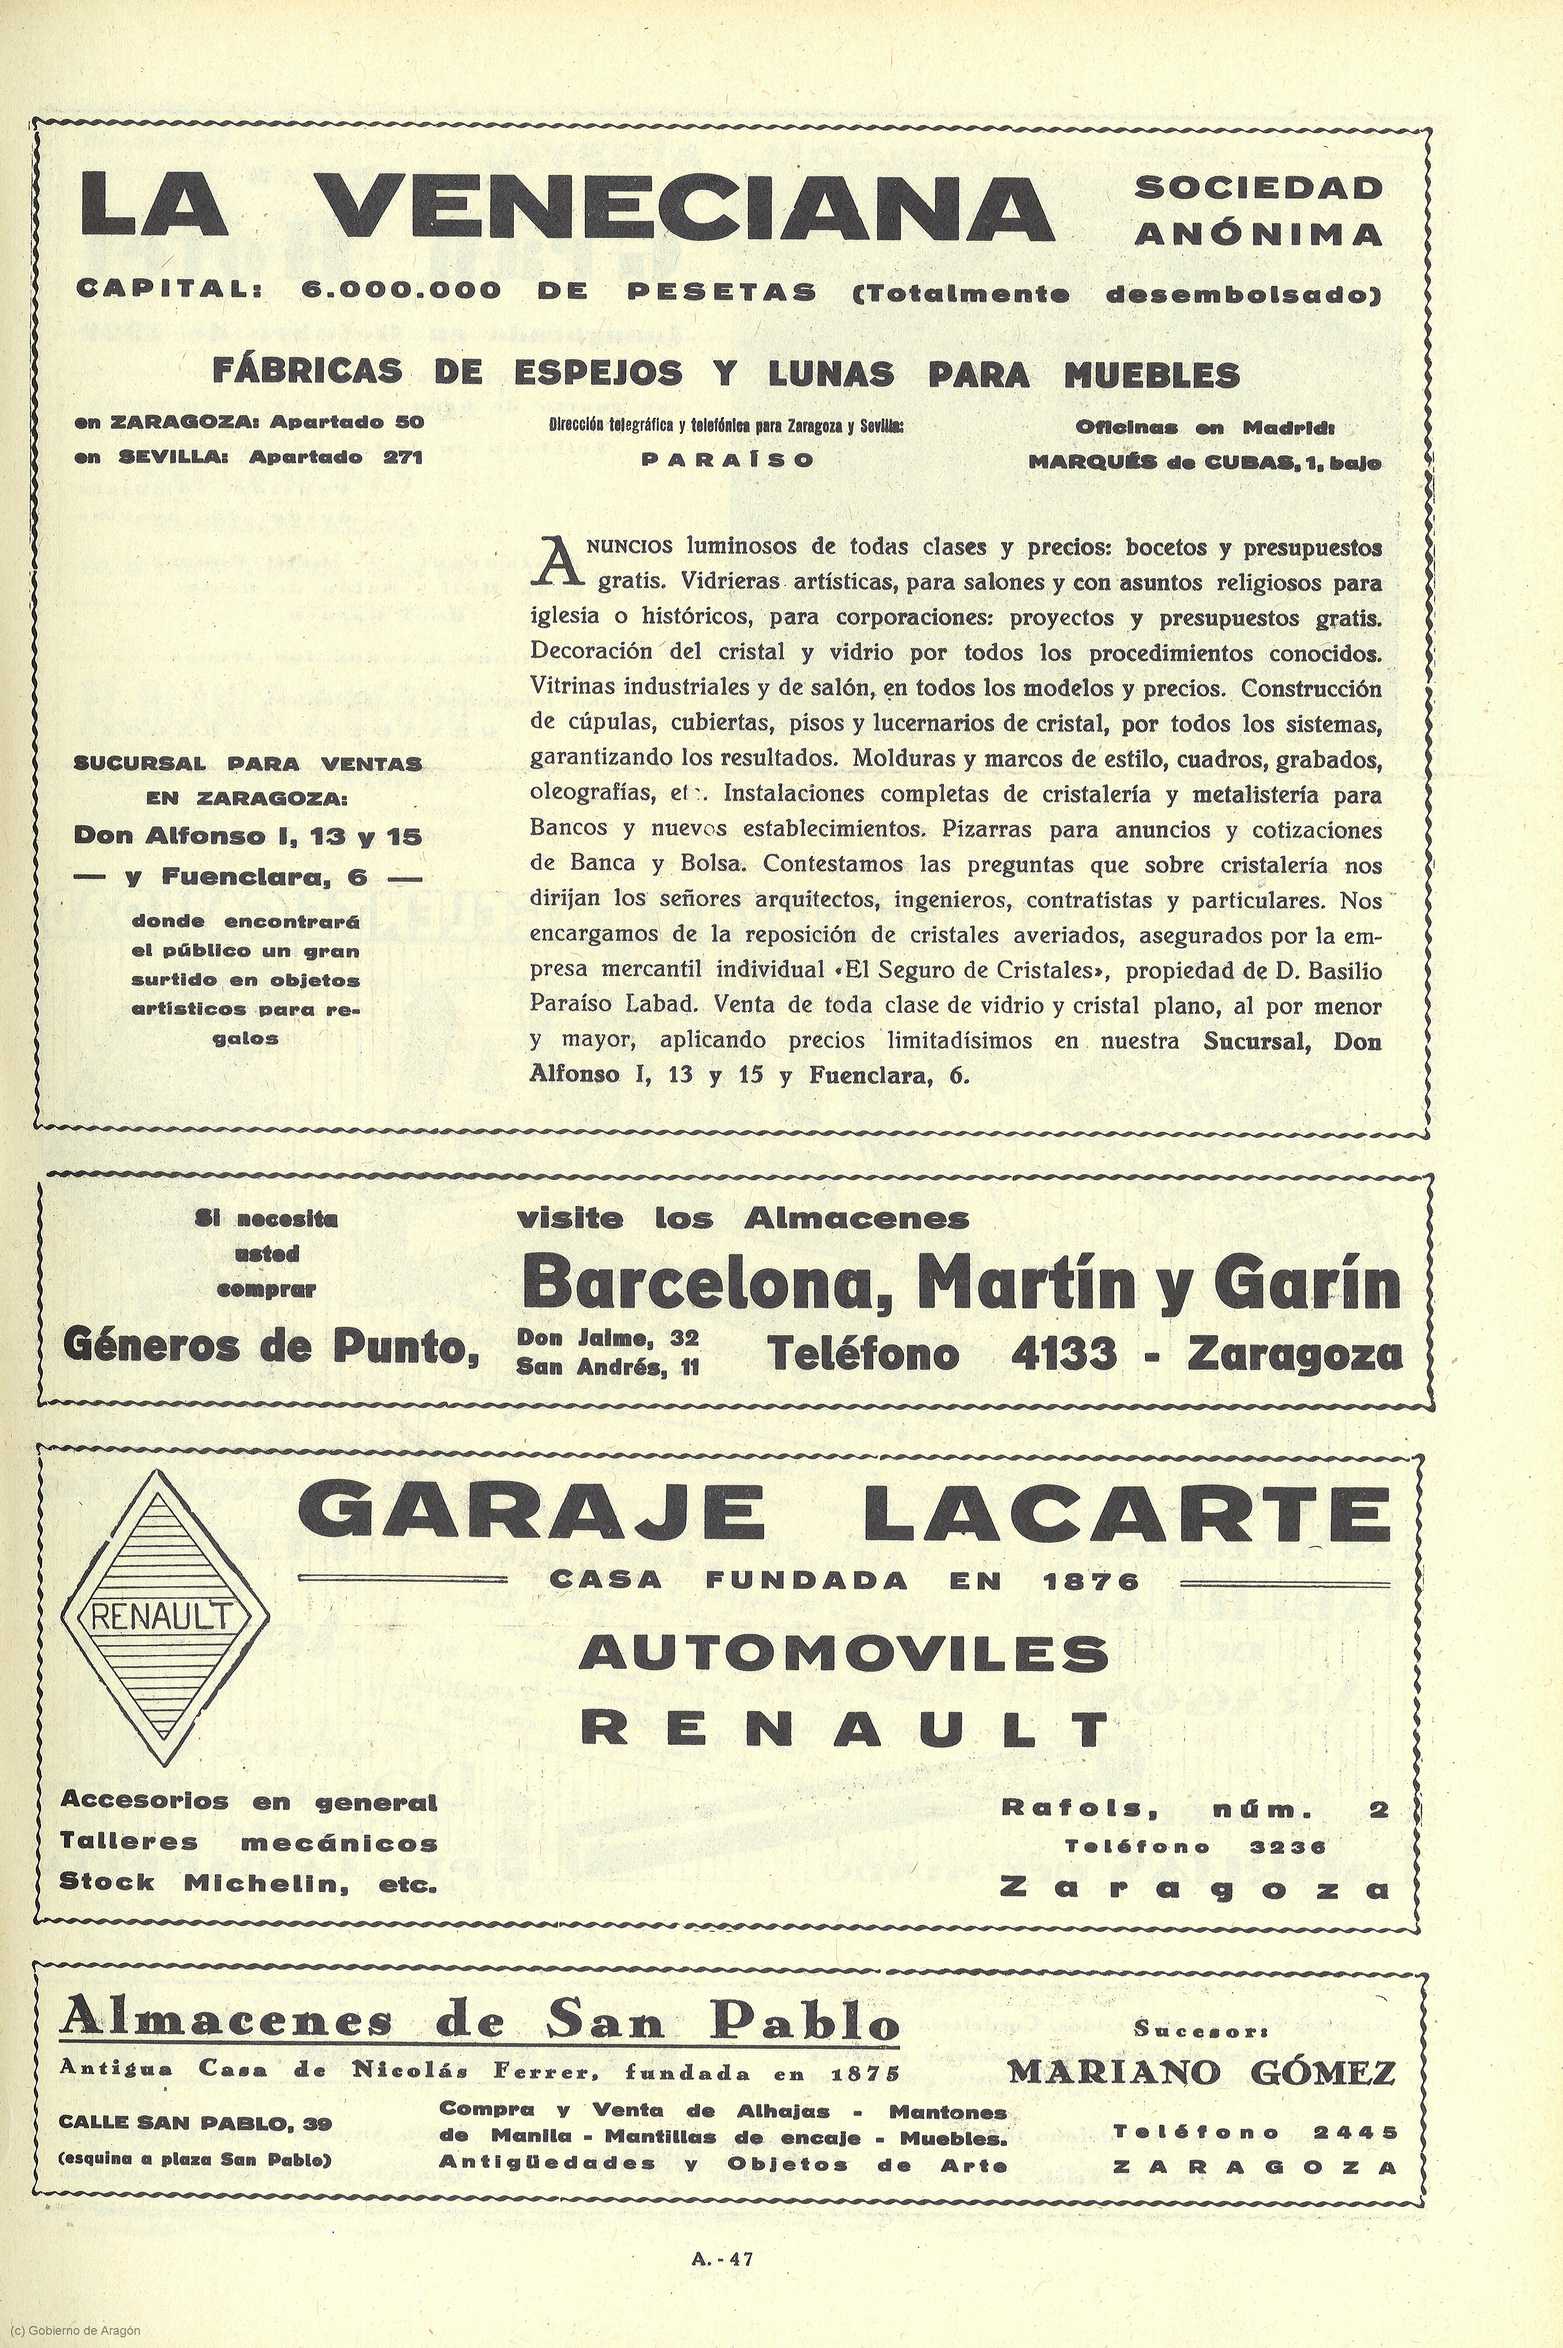 LA VENECIANA SOCIEDAD ANÓNIMA
CAPITAL: 6.000.000 DE PESETAS (Totalmente desembolsado)
FÁBRICAS DE ESPEJOS Y LUNAS PARA MUEBLES
en ZARAGOZA: Apartado 50
en SEVILLA: Apartado 271
Dirección telegráfica y telefónica para Zaragoza y Sevilla:
PARAÍSO
Oficinas en Madrid:
MARQUÉS de CUBAS, 1, bajo
SUCURSAL PARA VENTAS
EN ZARAGOZA:
Don Alfonso I, 13 y 15
— y Fuenclara, 6 —
donde encontrará
el público un gran
surtido en objetos
artísticos para re-
galos
ANUNCIOS luminosos de todas clases y precios: bocetos y presupuestos
gratis. Vidrieras artísticas, para salones y con asuntos religiosos para
iglesia o históricos, para corporaciones: proyectos y presupuestos gratis.
Decoración del cristal y vidrio por todos los procedimientos conocidos.
Vitrinas industriales y de salón, en todos los modelos y precios. Construcción
de cúpulas, cubiertas, pisos y lucernarios de cristal, por todos los sistemas,
garantizando los resultados. Molduras y marcos de estilo, cuadros, grabados,
oleografías, etc. Instalaciones completas de cristalería y metalistería para
Bancos y nuevos establecimientos. Pizarras para anuncios y cotizaciones
de Banca y Bolsa. Contestamos las preguntas que sobre cristalería nos
dirijan los señores arquitectos, ingenieros, contratistas y particulares. Nos
encargamos de la reposición de cristales averiados, asegurados por la em-
presa mercantil individual «El Seguro de Cristales», propiedad de D. Basilio
Paraíso Labad. Venta de toda clase de vidrio y cristal plano, al por menor
y mayor, aplicando precios limitadísimos en nuestra Sucursal, Don
Alfonso I, 13 y 15 y Fuenclara, 6.
Si necesita
usted
comprar
Géneros de Punto,
visite los Almacenes
Barcelona, Martín y Garín
Don Jaime, 32
San Andrés, 11
Teléfono 4133 - Zaragoza
RENAULT
GARAJE LACARTE
CASA FUNDADA EN 1876
AUTOMOVILES
RENAULT
Accesorios en general
Talleres mecánicos
Stock Michelin, etc.
Rafols, núm. 2
Teléfono 3236
Zaragoza
Almacenes de San Pablo
Antigua Casa de Nicolás Ferrer, fundada en 1875
CALLE SAN PABLO, 39
(esquina a plaza San Pablo)
Compra y Venta de Alhajas - Mantones
de Manila - Mantillas de encaje - Muebles.
Antigüedades y Objetos de Arte
Sucesor:
MARIANO GÓMEZ
Teléfono 2445
ZARAGOZA
A. - 47
(c) Gobierno de Aragón